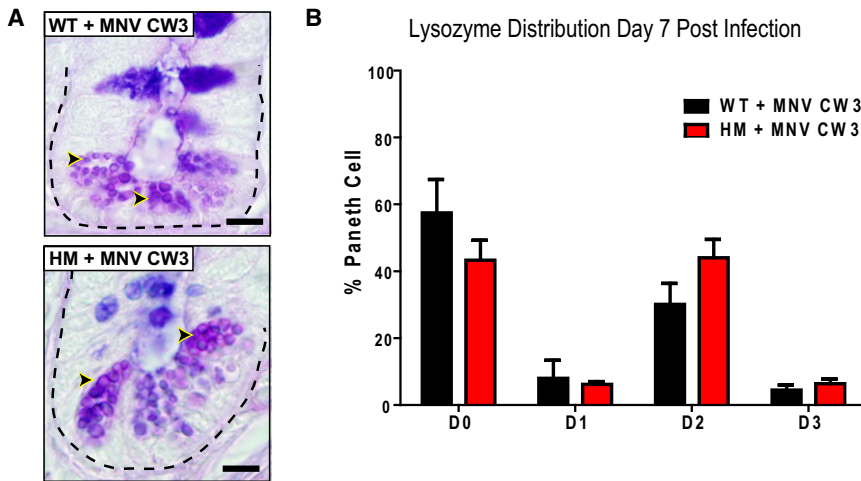 A
WT + MNV CW3
HM + MNV CW3
B
Lysozyme Distribution Day 7 Post Infection
% Paneth Cell
100
80
60
40
20
0
WT + MNV CW3
HM + MNV CW3
D0 D1 D2 D3